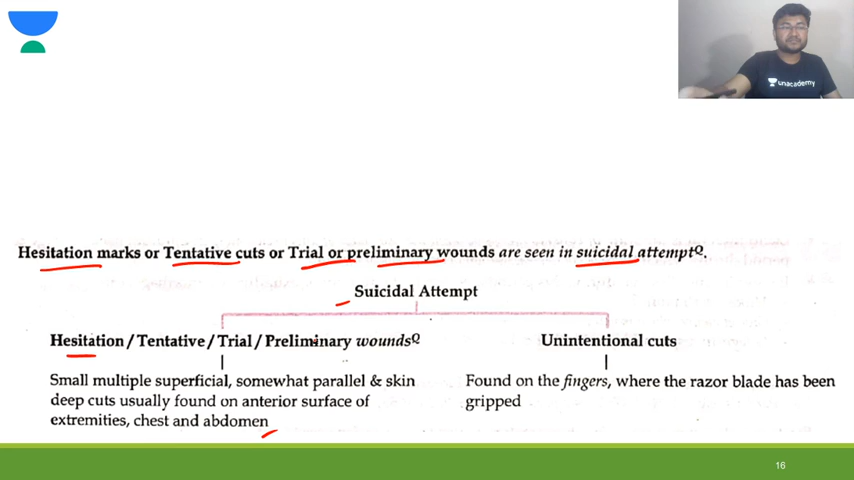 unacademy
Hesitation marks or Tentative cuts or Trial or preliminary wounds are seen in suicidal attemptQ.
Suicidal Attempt
Hesitation / Tentative / Trial / Preliminary woundsQ
Unintentional cuts
Small multiple superficial, somewhat parallel & skin
deep cuts usually found on anterior surface of
extremities, chest and abdomen
Found on the fingers, where the razor blade has been
gripped
16